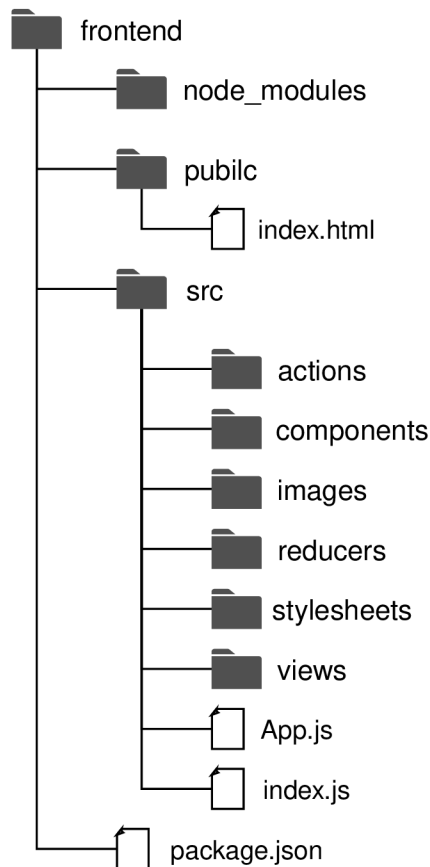 frontend
node_modules
pubilc
index.html
src
actions
components
images
reducers
stylesheets
views
App.js
index.js
package.json